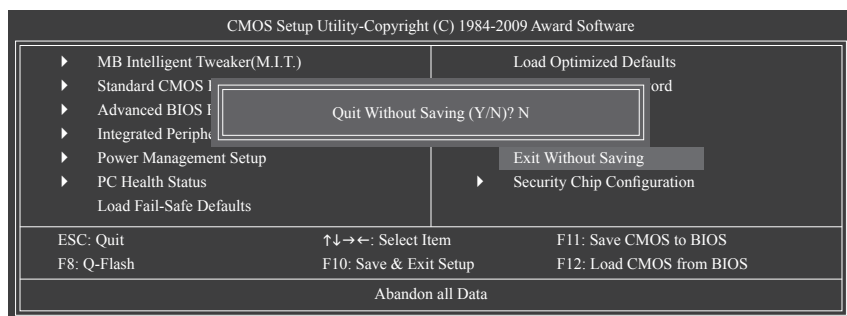 CMOS Setup Utility-Copyright (C) 1984-2009 Award Software
MB Intelligent Tweaker(M.I.T.)
Standard CMOS
Advanced BIOS
Integrated
Power Management Setup
PC Health Status
Load Fail-Safe Defaults
Load Optimized Defaults
ord
Exit Without Saving
Security Chip Configuration
Quit Without Saving (Y/N)? N
ESC: Quit ↑↓→←: Select Item F11: Save CMOS to BIOS
F8: Q-Flash F10: Save & Exit Setup F12: Load CMOS from BIOS
Abandon all Data